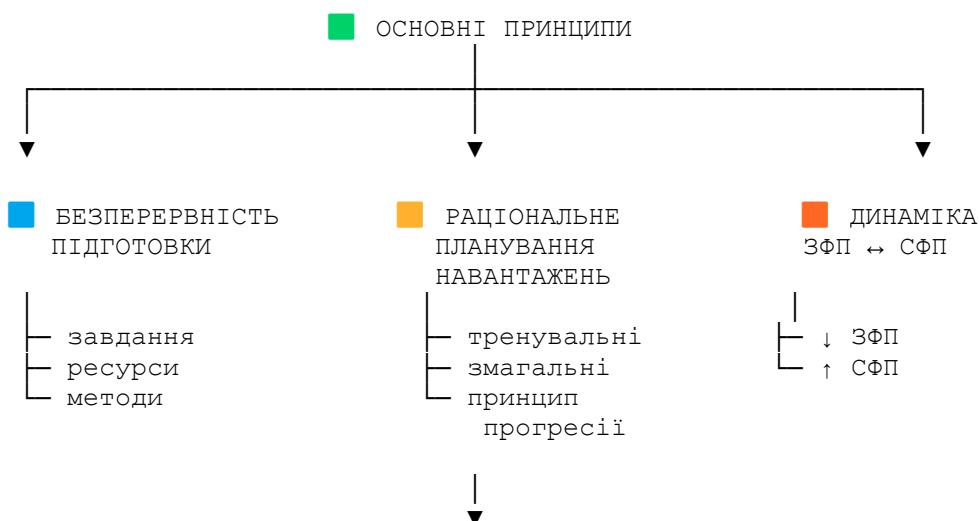 ОСНОВНІ ПРИНЦИПИ
БЕЗПЕРЕРВНІСТЬ
ПІДГОТОВКИ
завдання
ресурси
методи
РАЦІОНАЛЬНЕ
ПЛАНУВАННЯ
НАВАНТАЖЕНЬ
тренувальні
змагальні
принцип
прогресії
ДИНАМІКА
ЗФП ↔ СФП
↓ ЗФП
↑ СФП